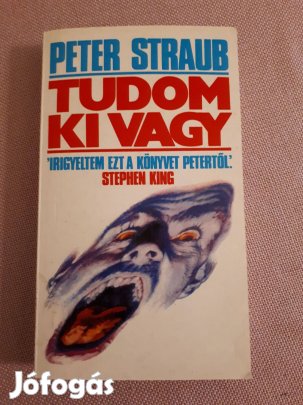 PETER STRAUB
TUDOM
KI VAGY
'IRIGYELTEM EZT A KÖNYVET PETERTŐL.'
STEPHEN KING
Jófogás